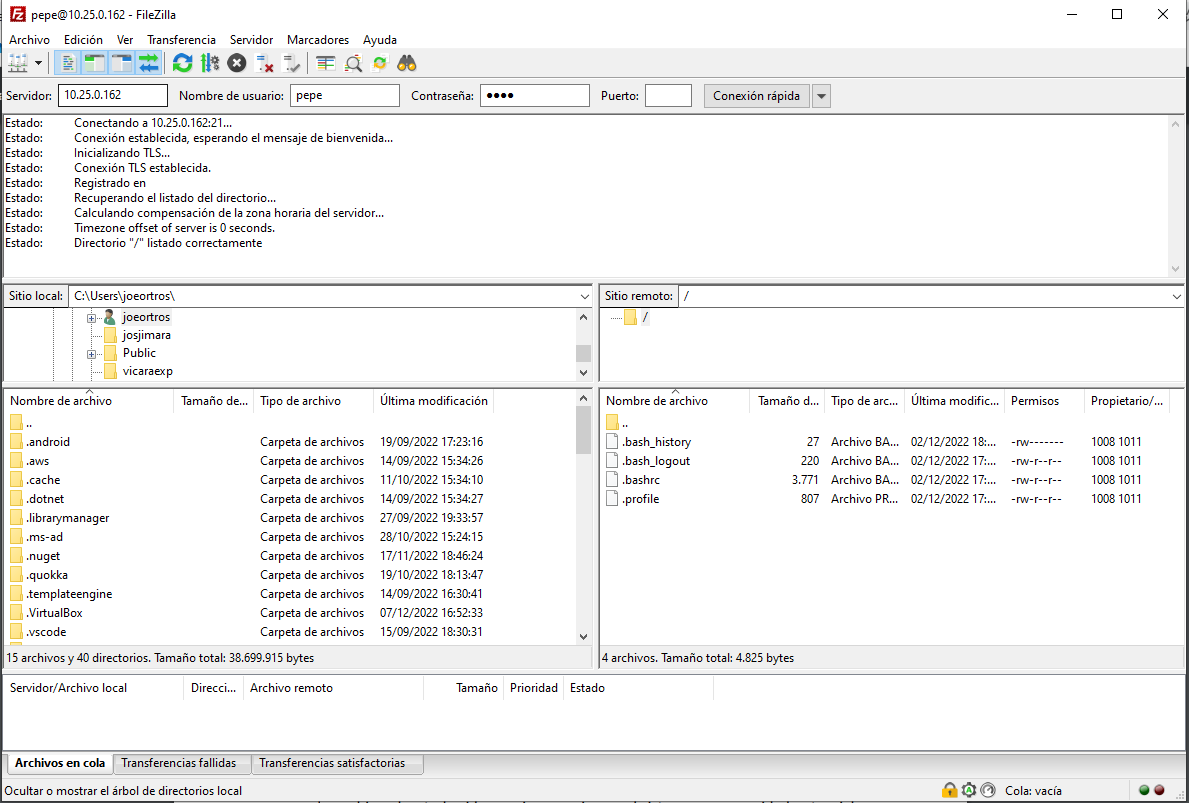 pepe@10.25.0.162 - FileZilla
Archivo Edición Ver Transferencia Servidor Marcadores Ayuda
Servidor: 10.25.0.162 Nombre de usuario: pepe Contraseña: ●●●● Puerto: Conexión rápida
Estado: Conectando a 10.25.0.162:21...
Estado: Conexión establecida, esperando el mensaje de bienvenida...
Estado: Inicializando TLS...
Estado: Conexión TLS establecida.
Estado: Registrado en
Estado: Recuperando el listado del directorio...
Estado: Calculando compensación de la zona horaria del servidor...
Estado: Timezone offset of server is 0 seconds.
Estado: Directorio "/" listado correctamente
Sitio local: C:\Users\joeortros\
joeortros
josjimara
Public
vicaraexp
Nombre de archivo Tamaño de... Tipo de archivo Última modificación
..
.android Carpeta de archivos 19/09/2022 17:23:16
.aws Carpeta de archivos 14/09/2022 15:34:26
.cache Carpeta de archivos 11/10/2022 15:34:10
.dotnet Carpeta de archivos 14/09/2022 15:34:27
.librarymanager Carpeta de archivos 27/09/2022 19:33:57
.ms-ad Carpeta de archivos 28/10/2022 15:24:15
.nuget Carpeta de archivos 17/11/2022 18:46:24
.quokka Carpeta de archivos 19/10/2022 18:13:47
.templateengine Carpeta de archivos 14/09/2022 16:30:41
.VirtualBox Carpeta de archivos 07/12/2022 16:52:33
.vscode Carpeta de archivos 15/09/2022 18:30:31
15 archivos y 40 directorios. Tamaño total: 38.699.915 bytes
Sitio remoto: /
/
Nombre de archivo Tamaño d... Tipo de arc... Última modific... Permisos Propietario/...
..
.bash_history 27 Archivo BA... 02/12/2022 18:... -rw------- 1008 1011
.bash_logout 220 Archivo BA... 02/12/2022 17:... -rw-r--r-- 1008 1011
.bashrc 3.771 Archivo BA... 02/12/2022 17:... -rw-r--r-- 1008 1011
.profile 807 Archivo PR... 02/12/2022 17:... -rw-r--r-- 1008 1011
4 archivos. Tamaño total: 4.825 bytes
Servidor/Archivo local Direcci... Archivo remoto Tamaño Prioridad Estado
Archivos en cola Transferencias fallidas Transferencias satisfactorias
Ocultar o mostrar el árbol de directorios local Cola: vacía